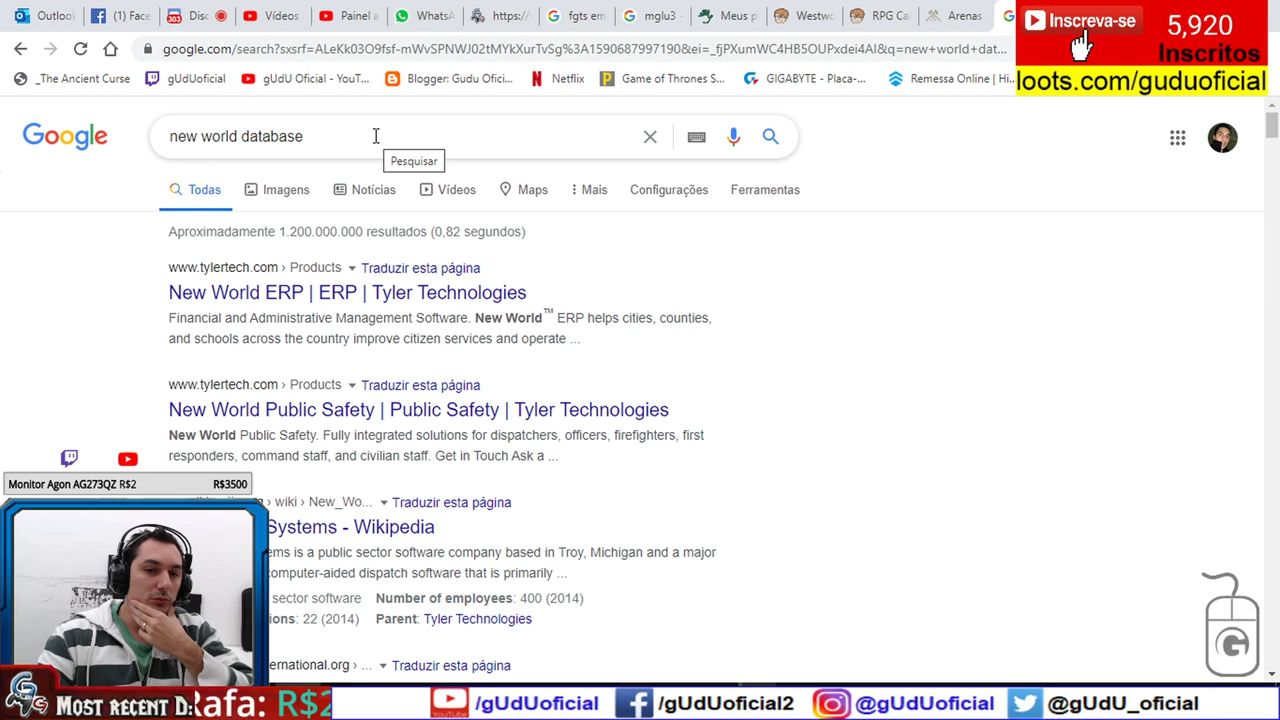 Outloo
(1) Face
303
Disc
Vídeos
Painel a
WhatsA
https:/
fgts em
mglu3 -
Meus p
Westwo
RPG Ca
Arenas
Inscreva-se
5,920
Inscritos
loots.com/guduoficial
google.com/search?sxsrf=ALeKk03O9fsf-mWvSPNWJ02tMYkXurTvSg%3A1590687997190&ei=_fjPXumWC4HB5OUPxdei4AI&q=new+world+dat...
_The Ancient Curse
gUdUoficial
gUdU Oficial - YouT...
Blogger: Gudu Ofici...
Netflix
Game of Thrones S...
GIGABYTE - Placa-...
Remessa Online | Hi...
Google
new world database
Pesquisar
Todas
Imagens
Notícias
Vídeos
Maps
Mais
Configurações
Ferramentas
Aproximadamente 1.200.000.000 resultados (0,82 segundos)
www.tylertech.com › Products Traduzir esta página
New World ERP | ERP | Tyler Technologies
Financial and Administrative Management Software. New World™ ERP helps cities, counties,
and schools across the country improve citizen services and operate ...
www.tylertech.com › Products Traduzir esta página
New World Public Safety | Public Safety | Tyler Technologies
New World Public Safety. Fully integrated solutions for dispatchers, officers, firefighters, first
responders, command staff, and civilian staff. Get in Touch Ask a ...
› wiki › New_Wo... Traduzir esta página
Systems - Wikipedia
ems is a public sector software company based in Troy, Michigan and a major
computer-aided dispatch software that is primarily ...
sector software Number of employees: 400 (2014)
ions: 22 (2014) Parent: Tyler Technologies
ernational.org › ... Traduzir esta página
Monitor Agon AG273QZ R$2
R$3500
Most recent D:
Rafa: R$2
/gUdUoficial
/gUdUoficial2
@gUdUoficial
@gUdU_oficial